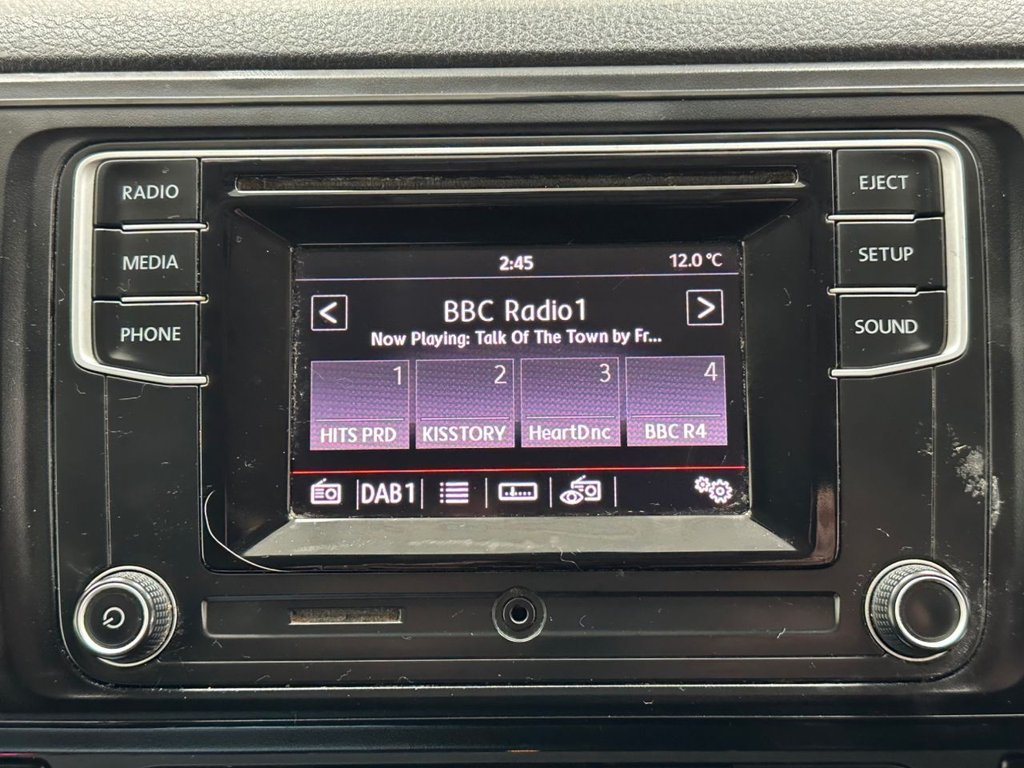 RADIO
MEDIA
PHONE
EJECT
SETUP
SOUND
2:45 12.0 °C
< BBC Radio1 >
Now Playing: Talk Of The Town by Fr...
1 2 3 4
HITS PRD KISSTORY HeartDnc BBC R4
DAB1